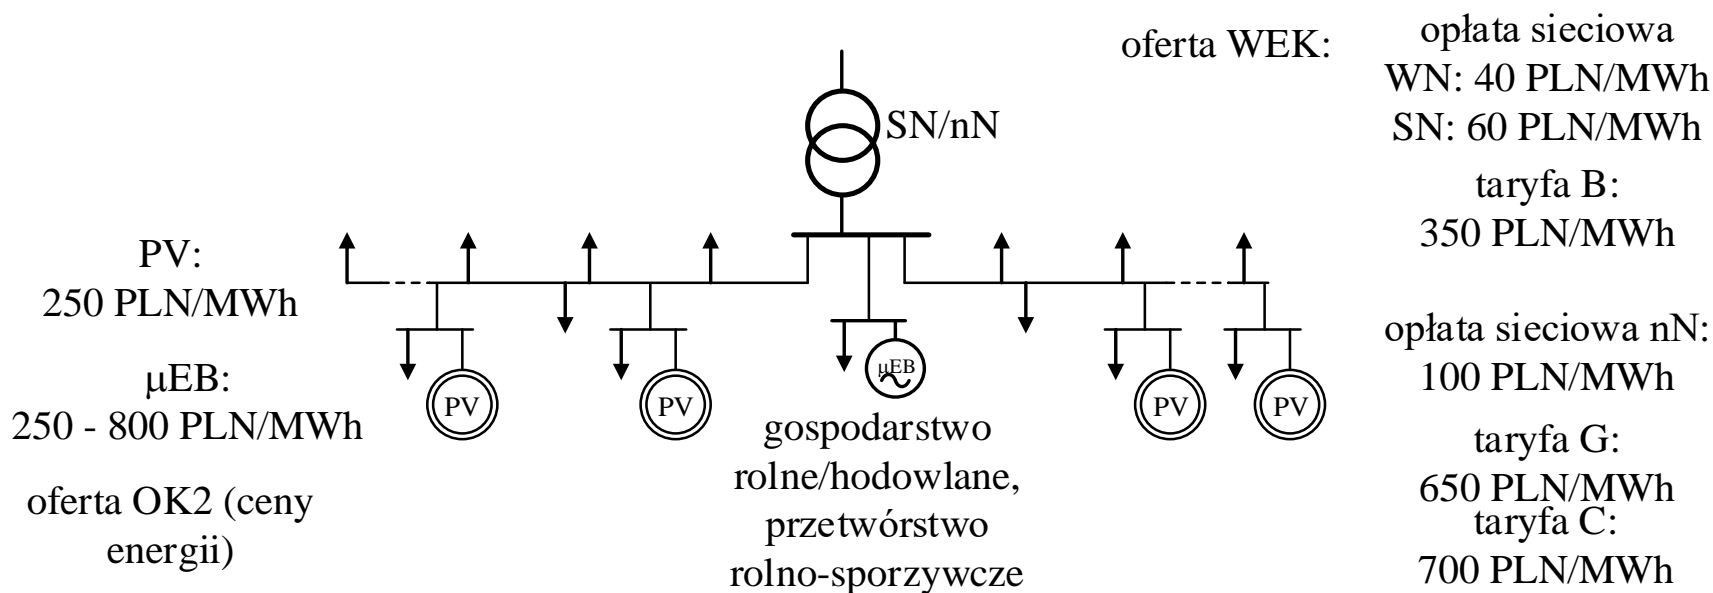 oferta WEK:
opłata sieciowa
WN: 40 PLN/MWh
SN: 60 PLN/MWh
taryfa B:
350 PLN/MWh
opłata sieciowa nN:
100 PLN/MWh
taryfa G:
650 PLN/MWh
taryfa C:
700 PLN/MWh
SN/nN
PV:
250 PLN/MWh
μEB:
250 - 800 PLN/MWh
oferta OK2 (ceny
energii)
PV
PV
μEB
PV
PV
gospodarstwo
rolne/hodowlane,
przetwórstwo
rolno-sporzywcze